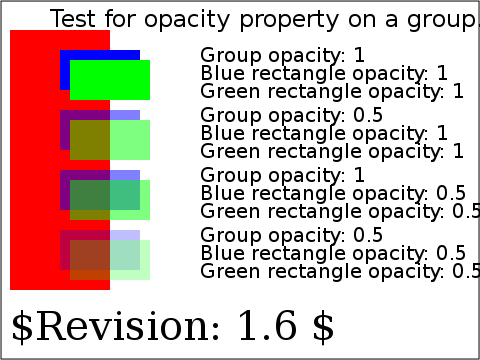 Test for opacity property on a group.
Group opacity: 1
Blue rectangle opacity: 1
Green rectangle opacity: 1
Group opacity: 0.5
Blue rectangle opacity: 1
Green rectangle opacity: 1
Group opacity: 1
Blue rectangle opacity: 0.5
Green rectangle opacity: 0.5
Group opacity: 0.5
Blue rectangle opacity: 0.5
Green rectangle opacity: 0.5
$Revision: 1.6 $